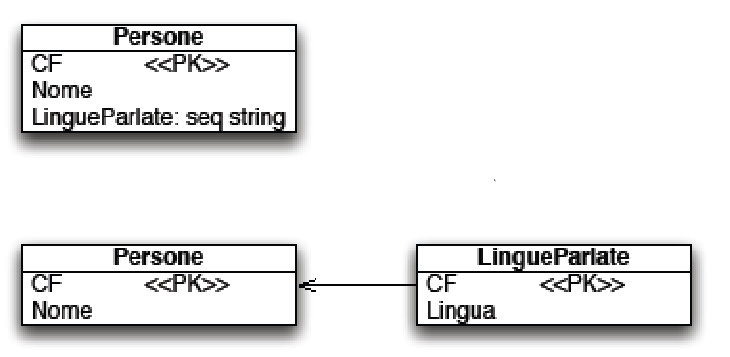 Persone
CF <<PK>>
Nome
LingueParlate: seq string
Persone
CF <<PK>>
Nome
LingueParlate
CF <<PK>>
Lingua